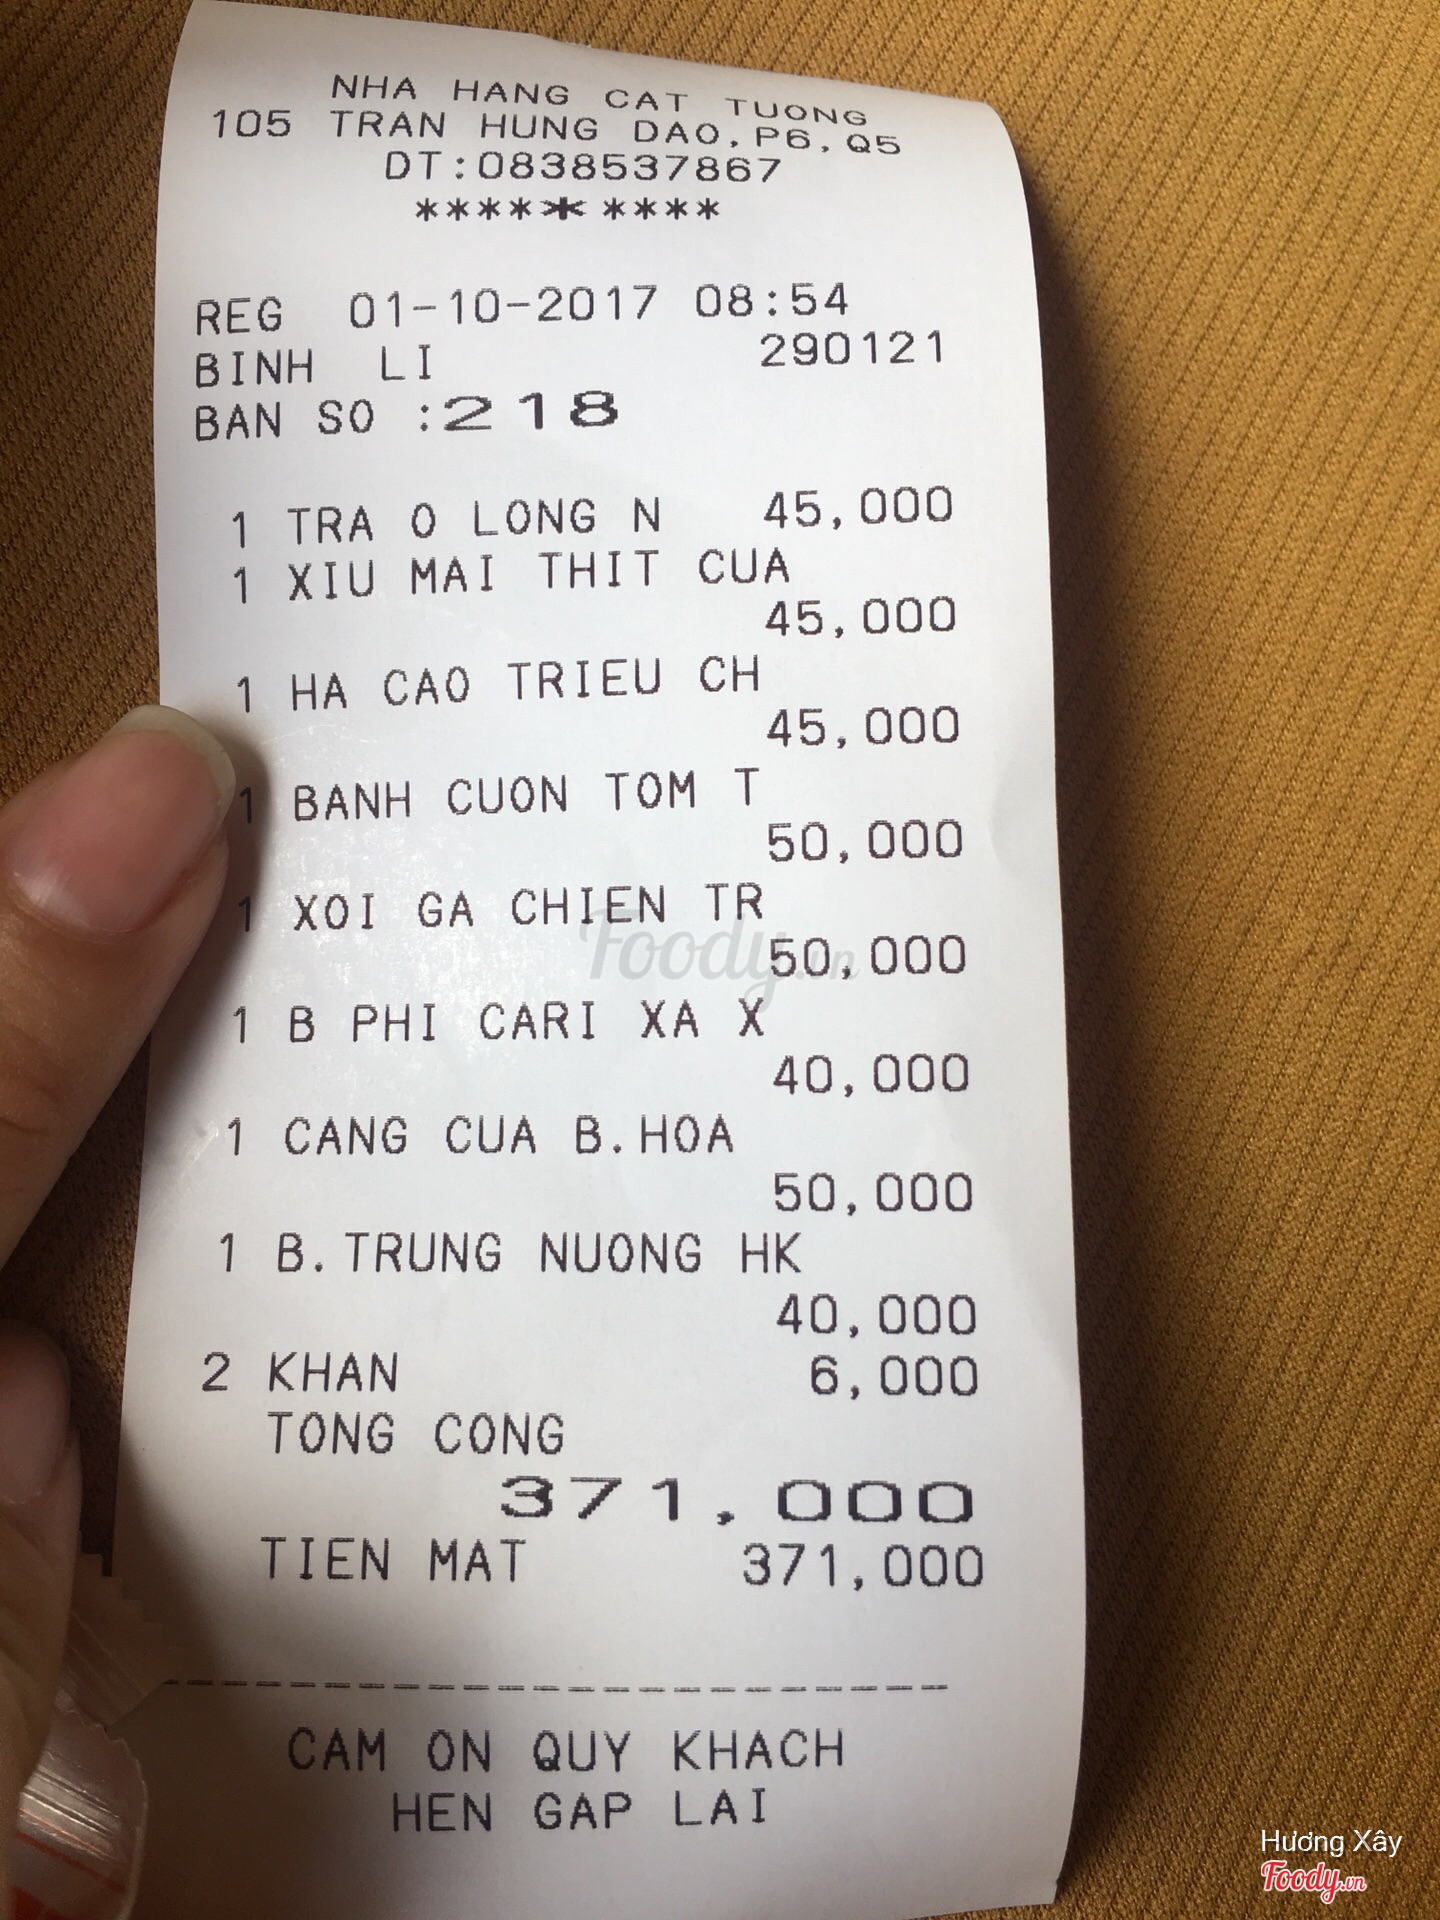 NHA HANG CAT TUONG
105 TRAN HUNG DAO,P6,Q5
DT:0838537867
*********
REG 01-10-2017 08:54
BINH LI 290121
BAN SO :218
1 TRA O LONG N 45,000
1 XIU MAI THIT CUA
45,000
1 HA CAO TRIEU CH
45,000
1 BANH CUON TOM T
50,000
1 XOI GA CHIEN TR
50,000
1 B PHI CARI XA X
40,000
1 CANG CUA B.HOA
50,000
1 B.TRUNG NUONG HK
40,000
2 KHAN 6,000
TONG CONG
371,000
TIEN MAT 371,000
------------------------
CAM ON QUY KHACH
HEN GAP LAI
Foody.vn
Hương Xây
Foody.vn